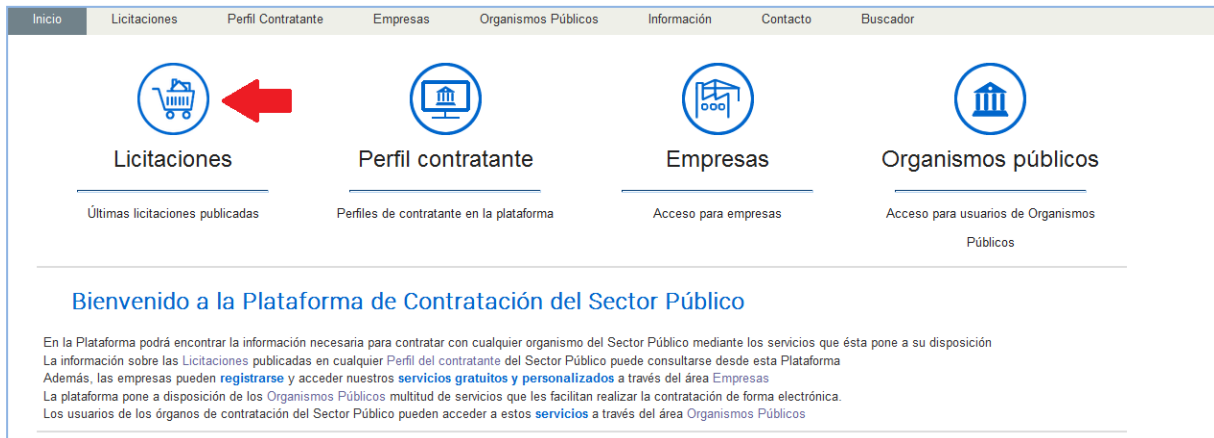 Inicio Licitaciones Perfil Contratante Empresas Organismos Públicos Información Contacto Buscador
Licitaciones Perfil contratante Empresas Organismos públicos
Últimas licitaciones publicadas Perfiles de contratante en la plataforma Acceso para empresas Acceso para usuarios de Organismos
Públicos
Bienvenido a la Plataforma de Contratación del Sector Público
En la Plataforma podrá encontrar la información necesaria para contratar con cualquier organismo del Sector Público mediante los servicios que ésta pone a su disposición
La información sobre las Licitaciones publicadas en cualquier Perfil del contratante del Sector Público puede consultarse desde esta Plataforma
Además, las empresas pueden registrarse y acceder nuestros servicios gratuitos y personalizados a través del área Empresas
La plataforma pone a disposición de los Organismos Públicos multitud de servicios que les facilitan realizar la contratación de forma electrónica.
Los usuarios de los órganos de contratación del Sector Público pueden acceder a estos servicios a través del área Organismos Públicos